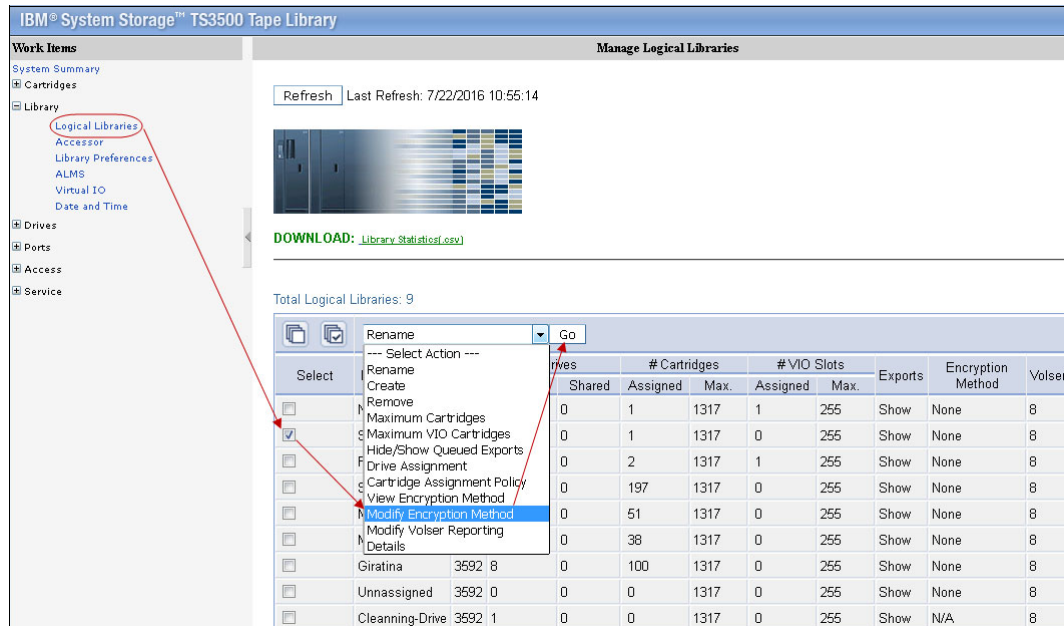 IBM® System Storage™ TS3500 Tape Library
Work Items
Manage Logical Libraries
System Summary
Cartridges
Library
Logical Libraries
Accessor
Library Preferences
ALMS
Virtual IO
Date and Time
Drives
Ports
Access
Service
Refresh Last Refresh: 7/22/2016 10:55:14
DOWNLOAD: Library Statistics(.csv)
Total Logical Libraries: 9
Rename Go
--- Select Action ---
Rename
Create
Remove
Maximum Cartridges
Maximum VIO Cartridges
Hide/Show Queued Exports
Drive Assignment
Cartridge Assignment Policy
View Encryption Method
Modify Encryption Method
Modify Volser Reporting
Details
Select # Cartridges # VIO Slots Exports Encryption Method Volser
Shared Assigned Max. Assigned Max.
0 1 1317 1 255 Show None 8
0 1 1317 0 255 Show None 8
0 2 1317 1 255 Show None 8
0 197 1317 0 255 Show None 8
0 51 1317 0 255 Show None 8
0 38 1317 0 255 Show None 8
Giratina 3592 8 0 100 1317 0 255 Show None 8
Unassigned 3592 0 0 0 1317 0 255 Show None 8
Cleanning-Drive 3592 1 0 0 1317 0 255 Show N/A 8